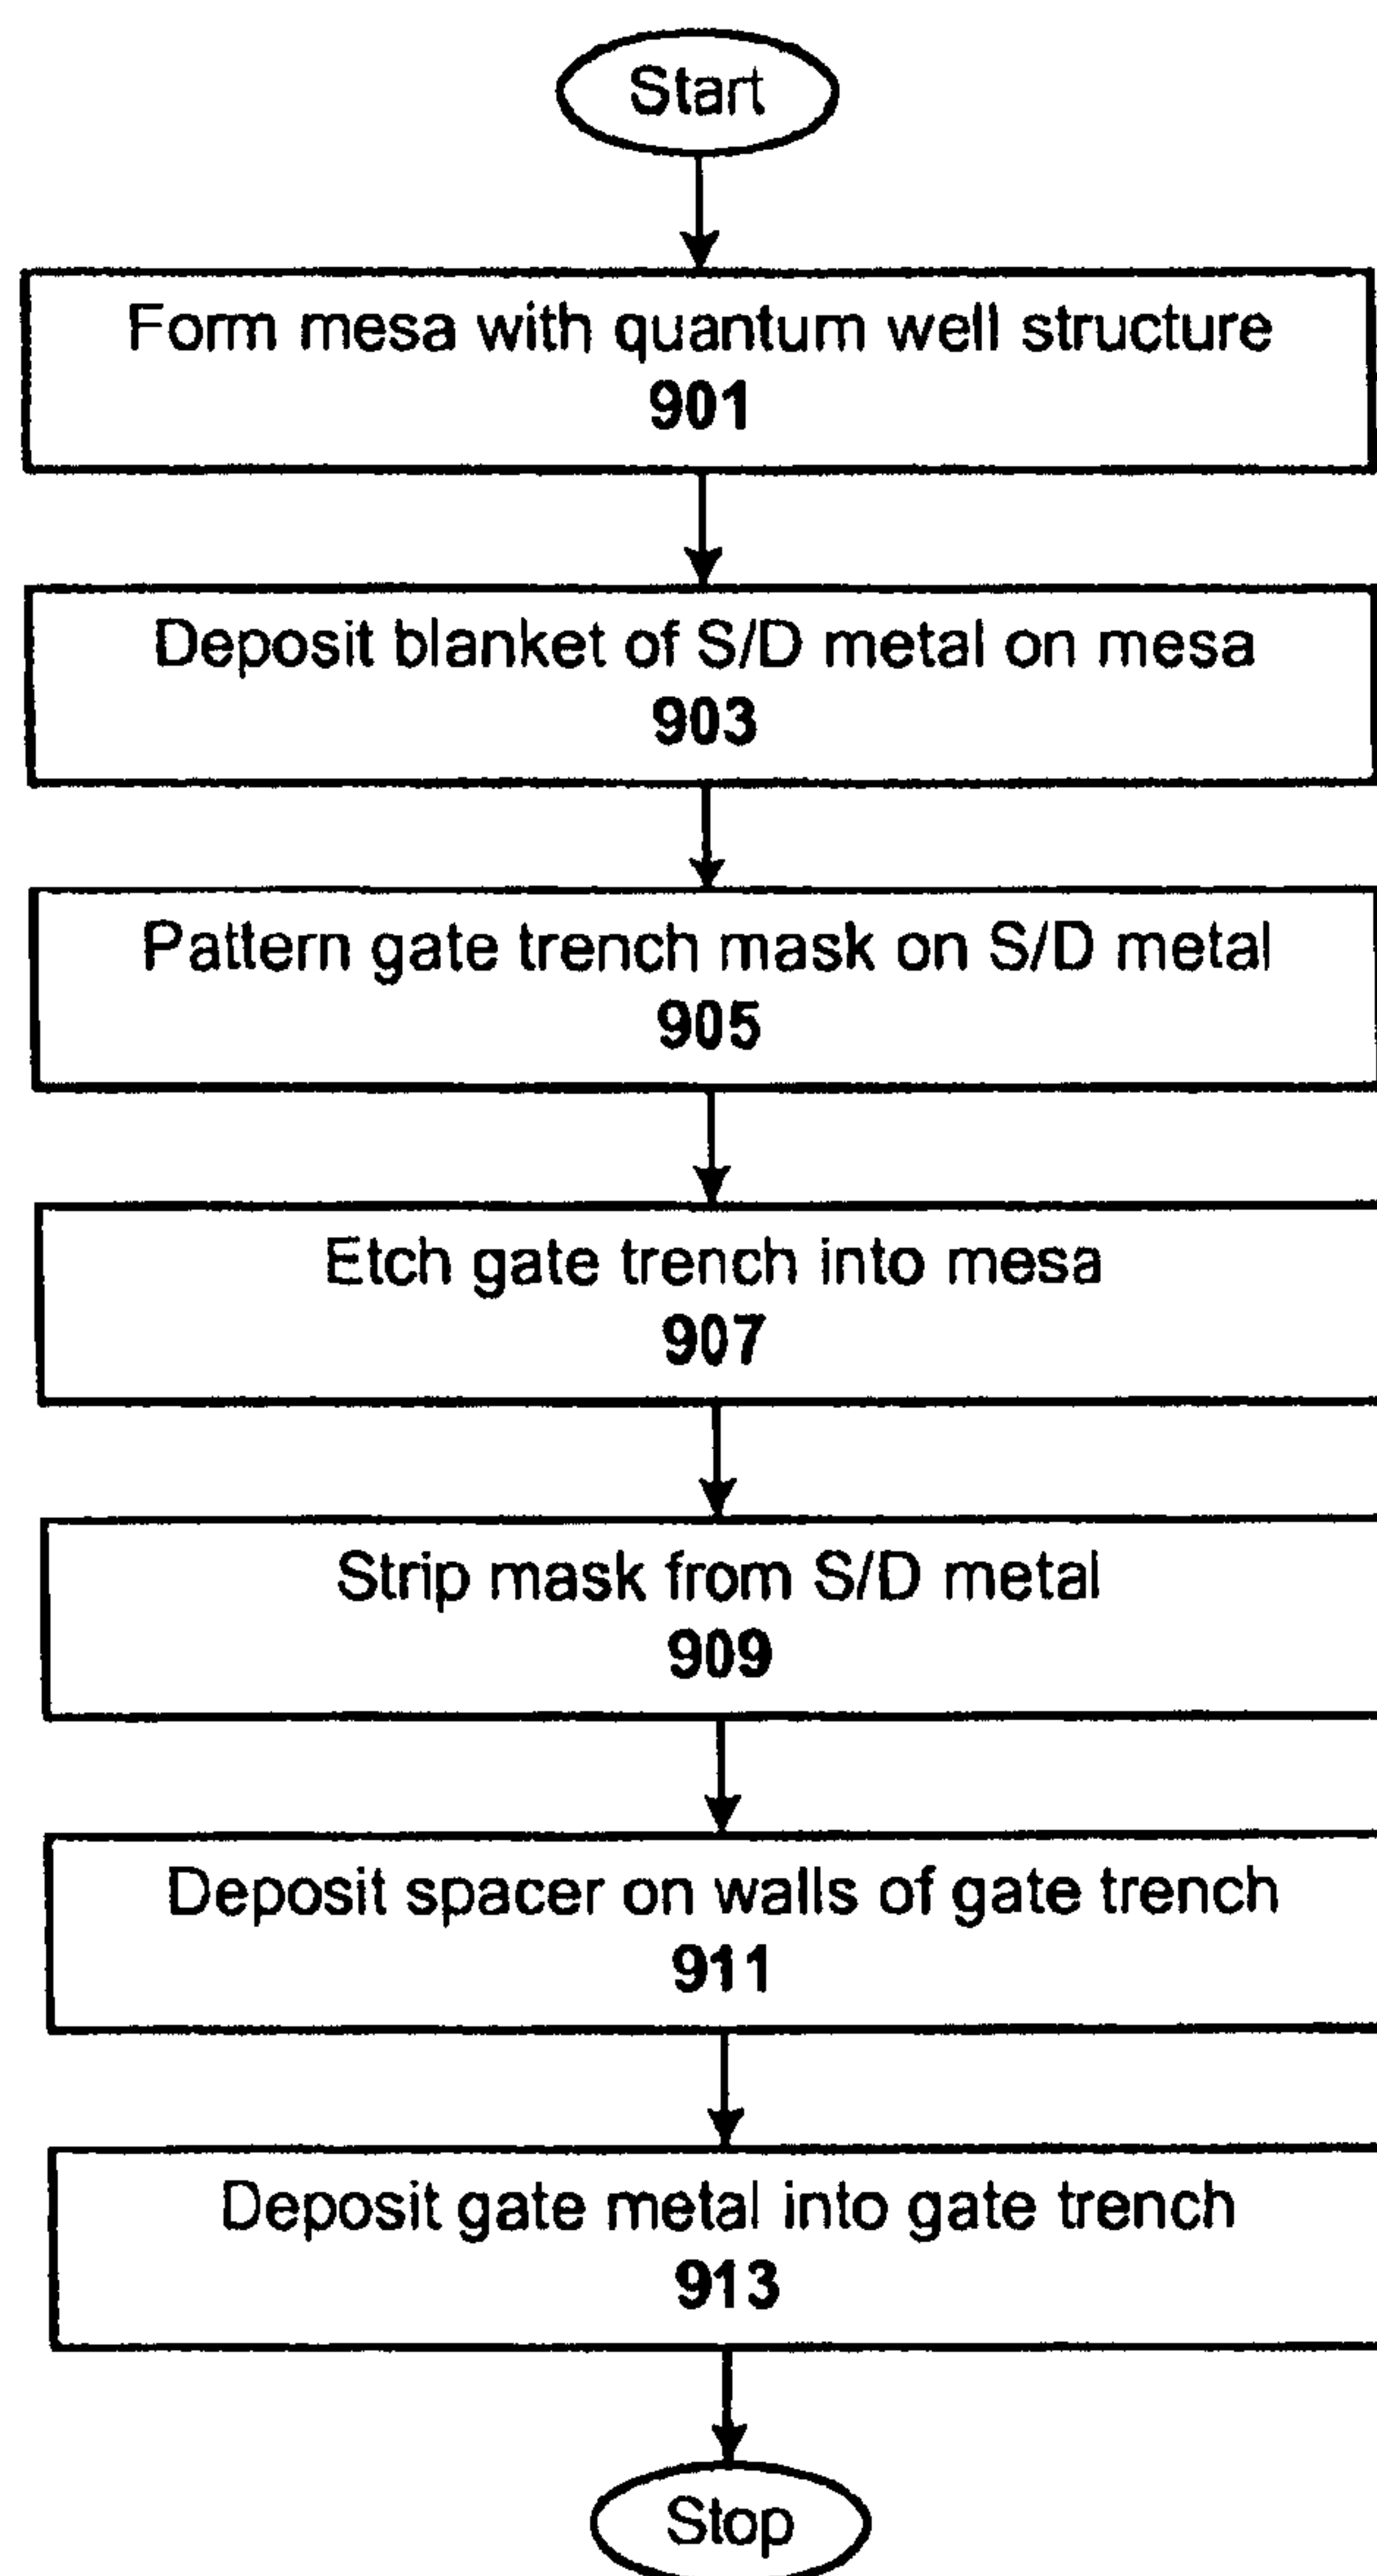 Start
Form mesa with quantum well structure
901
Deposit blanket of S/D metal on mesa
903
Pattern gate trench mask on S/D metal
905
Etch gate trench into mesa
907
Strip mask from S/D metal
909
Deposit spacer on walls of gate trench
911
Deposit gate metal into gate trench
913
Stop